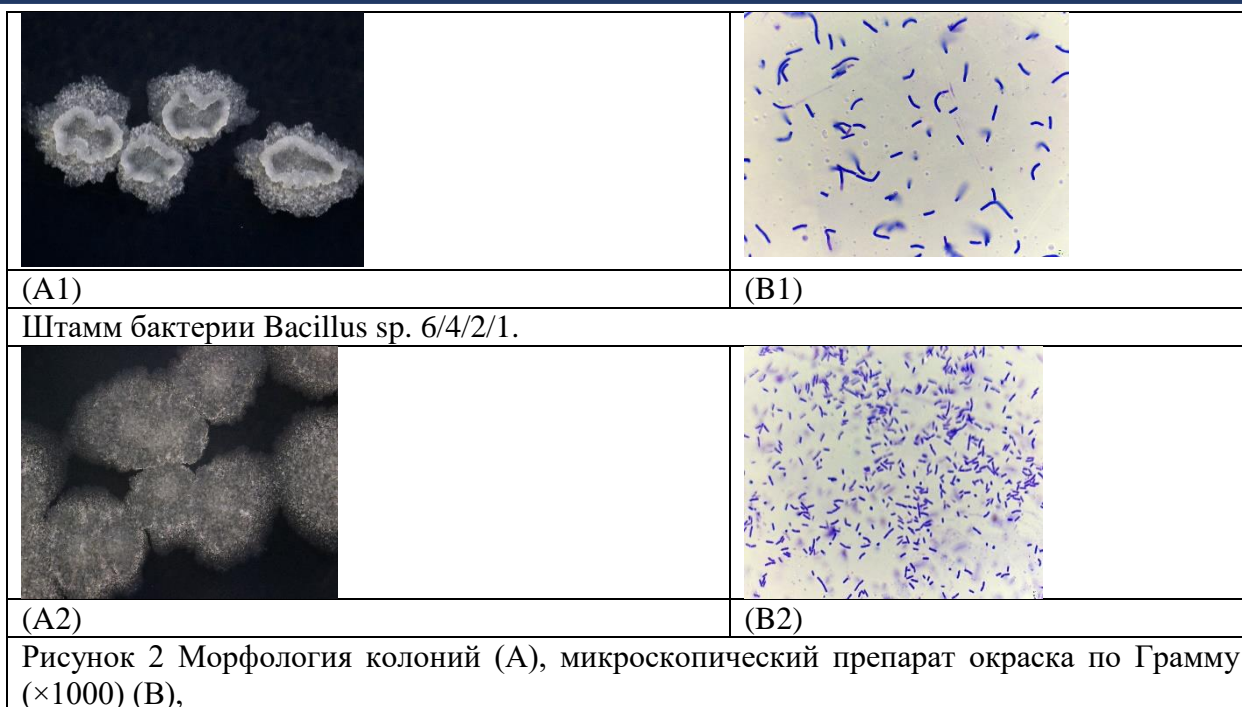 (A1) (B1)
Штамм бактерии Bacillus sp. 6/4/2/1.
(A2) (B2)
Рисунок 2 Морфология колоний (А), микроскопический препарат окраска по Грамму
(×1000) (В),